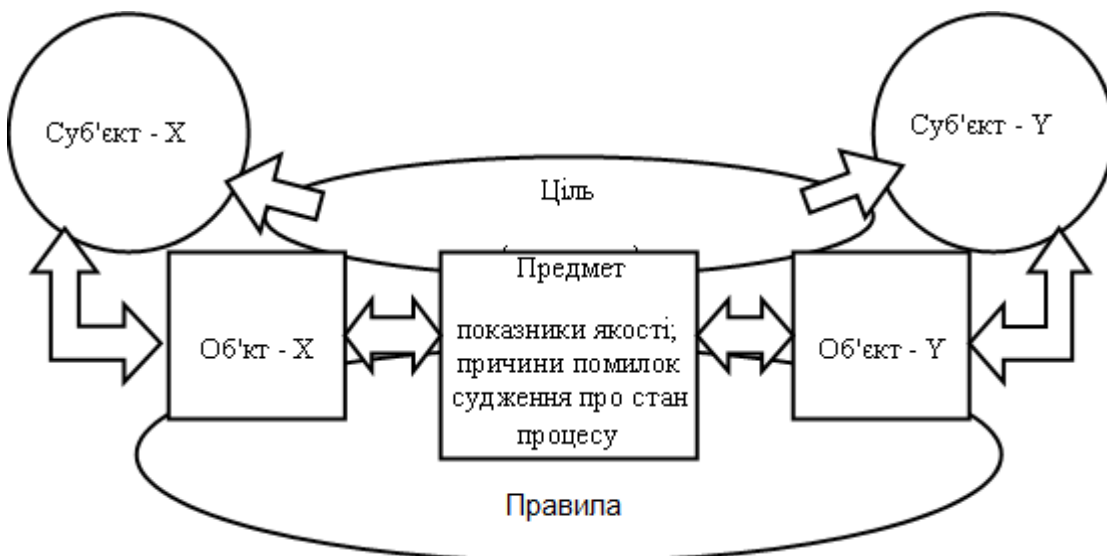 Суб'єкт - X
Суб'єкт - Y
Ціль
Предмет
показники якості;
причини помилок
судження про стан
процесу
Об'кт - X
Об'єкт - Y
Правила